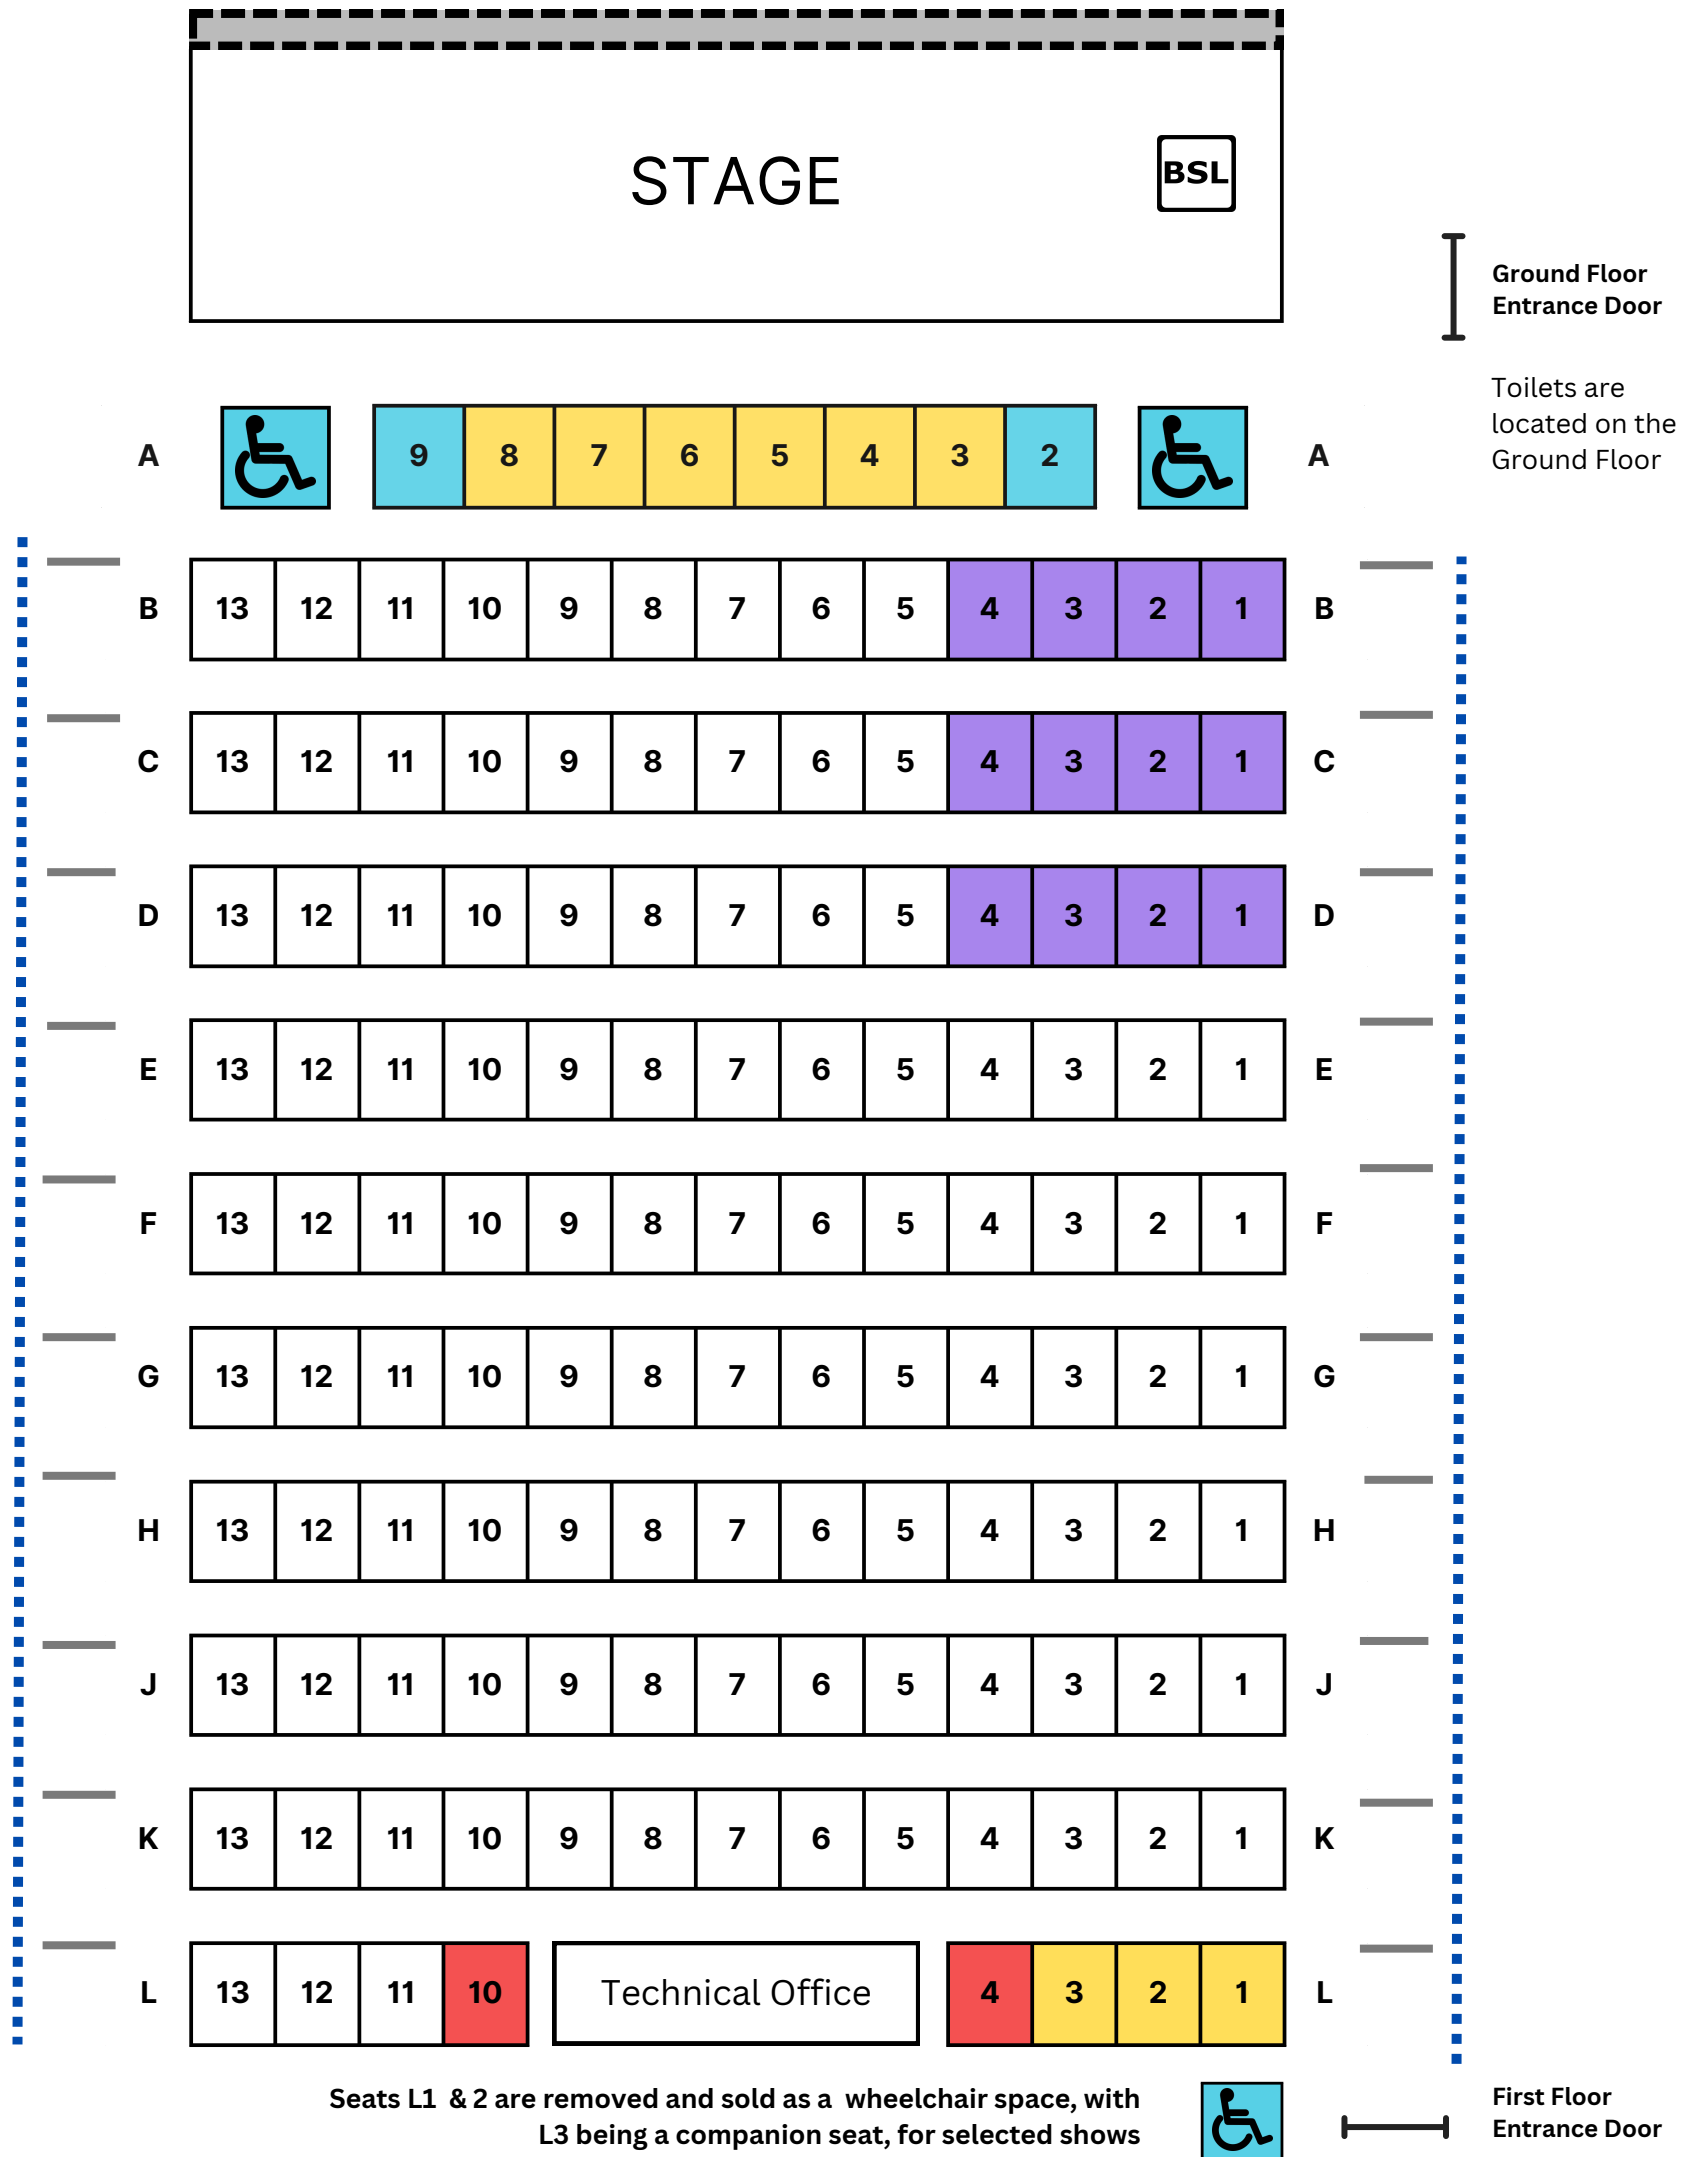 STAGE
BSL
Ground Floor
Entrance Door
Toilets are
located on the
Ground Floor
A 9 8 7 6 5 4 3 2 A
B 13 12 11 10 9 8 7 6 5 4 3 2 1 B
C 13 12 11 10 9 8 7 6 5 4 3 2 1 C
D 13 12 11 10 9 8 7 6 5 4 3 2 1 D
E 13 12 11 10 9 8 7 6 5 4 3 2 1 E
F 13 12 11 10 9 8 7 6 5 4 3 2 1 F
G 13 12 11 10 9 8 7 6 5 4 3 2 1 G
H 13 12 11 10 9 8 7 6 5 4 3 2 1 H
J 13 12 11 10 9 8 7 6 5 4 3 2 1 J
K 13 12 11 10 9 8 7 6 5 4 3 2 1 K
L 13 12 11 10 Technical Office 4 3 2 1 L
Seats L1 & 2 are removed and sold as a wheelchair space, with
L3 being a companion seat, for selected shows
First Floor
Entrance Door